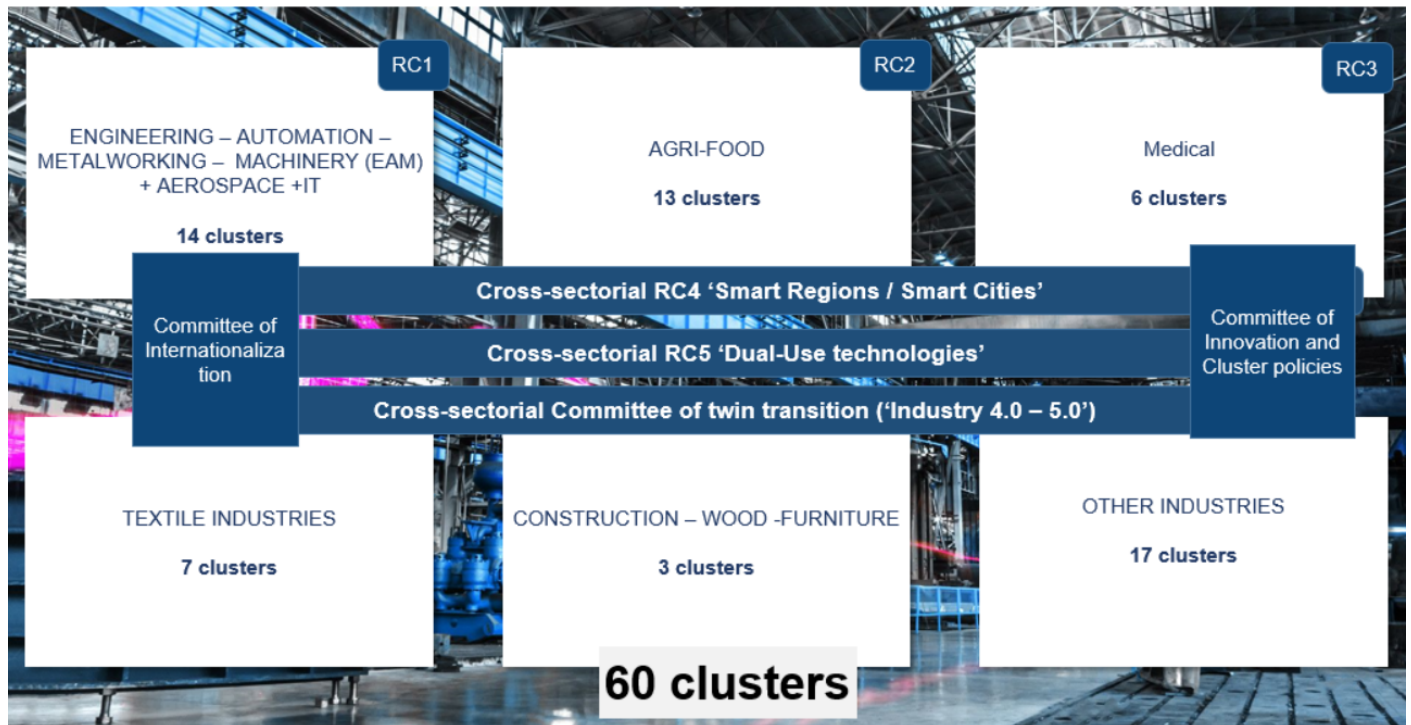 RC1
ENGINEERING – AUTOMATION –
METALWORKING – MACHINERY (EAM)
+ AEROSPACE +IT
14 clusters
RC2
AGRI-FOOD
13 clusters
RC3
Medical
6 clusters
Committee of
Internationaliza
tion
Cross-sectorial RC4 ‘Smart Regions / Smart Cities’
Cross-sectorial RC5 ‘Dual-Use technologies’
Cross-sectorial Committee of twin transition (‘Industry 4.0 – 5.0’)
Committee of
Innovation and
Cluster policies
TEXTILE INDUSTRIES
7 clusters
CONSTRUCTION – WOOD -FURNITURE
3 clusters
OTHER INDUSTRIES
17 clusters
60 clusters